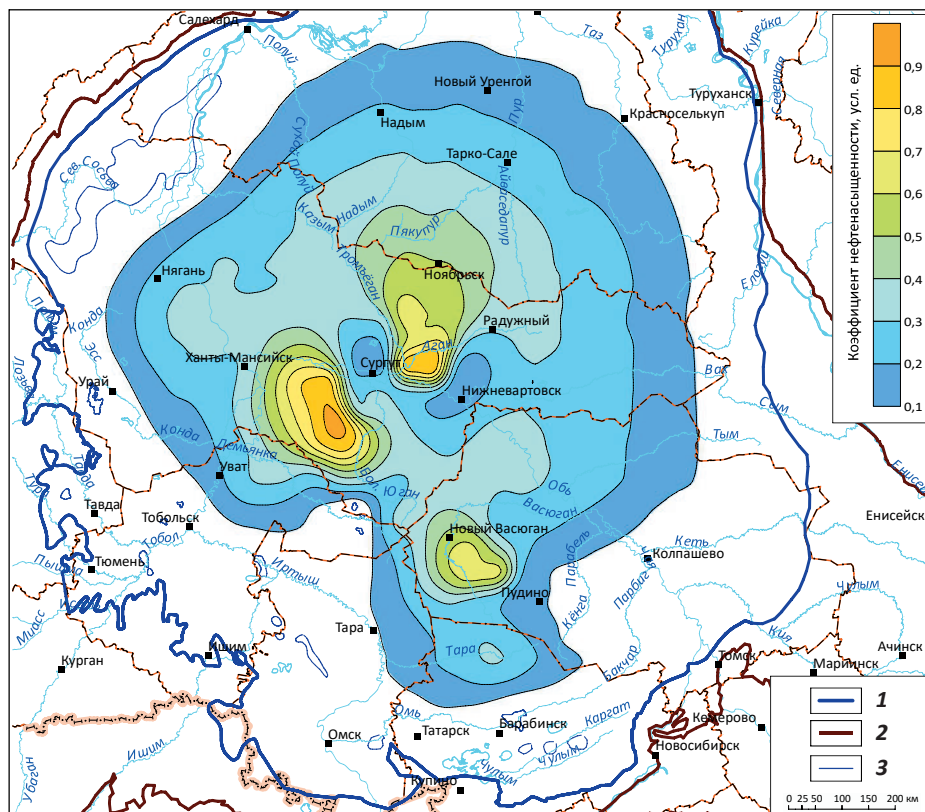 Салехард
Полуй
Таз
Турухан
Курейка
Северная
Туруханск
Новый Уренгой
Пур
Красноселькуп
Надым
Сухой Полуй
Тарко-Сале
Айваседапур
Сев. Сосьва
Казым
Надым
Пякупур
Тромъёган
Ноябрьск
Нягань
Елогуй
Конда
Эсс
Лозьва
Радужный
Аган
Ханты-Мансийск
Сургут
Урай
Нижневартовск
Вах
Сым
Конда
Демьянка
Тым
Уват
Бол. Юган
Обь
Васюган
Тавда
Тура
Енисей
Тавда
Тобольск
Тобол
Новый Васюган
Енисейск
Кеть
Парабель
Чая
Колпашево
Пышма
Тюмень
Иртыш
Парбиг
Чулым
Исеть
Пудино
Кёнга
Миасс
Тара
Тара
Кия
Бакчар
Ишим
Курган
Томск
Ачинск
Мариинск
Омь
Татарск
Барабинск
Каргат
Кемерово
Омск
Новосибирск
Ишим
Чулым
Чулым
Убаган
Купино
Коэффициент нефтенасыщенности, усл. ед.
0,9
0,8
0,7
0,6
0,5
0,4
0,3
0,2
0,1
1
2
3
0 25 50 100 150 200 км